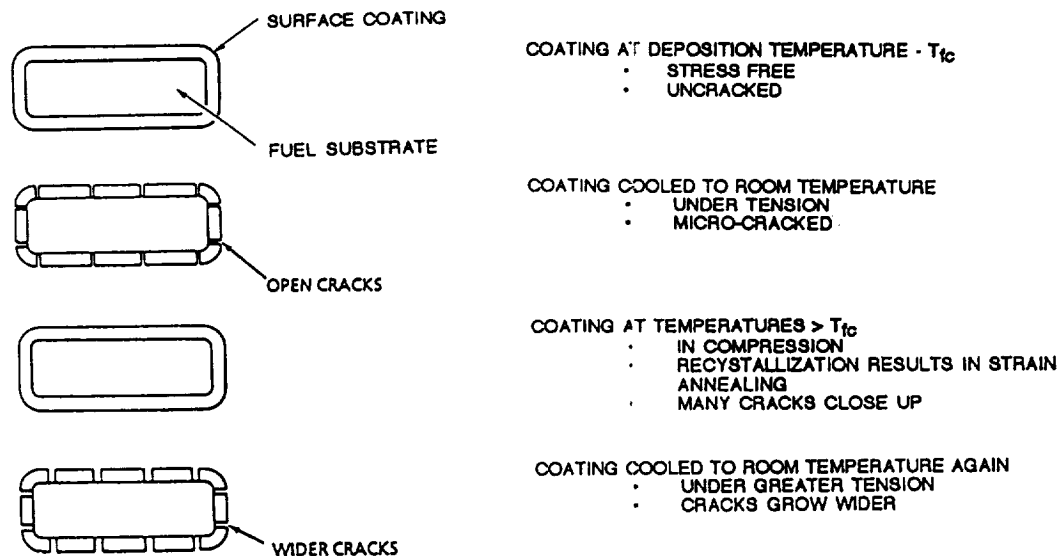 SURFACE COATING
FUEL SUBSTRATE
COATING AT DEPOSITION TEMPERATURE - Tfc
• STRESS FREE
• UNCRACKED
OPEN CRACKS
COATING COOLED TO ROOM TEMPERATURE
• UNDER TENSION
• MICRO-CRACKED
COATING AT TEMPERATURES > Tfc
• IN COMPRESSION
• RECYSTALLIZATION RESULTS IN STRAIN
ANNEALING
• MANY CRACKS CLOSE UP
WIDER CRACKS
COATING COOLED TO ROOM TEMPERATURE AGAIN
• UNDER GREATER TENSION
• CRACKS GROW WIDER